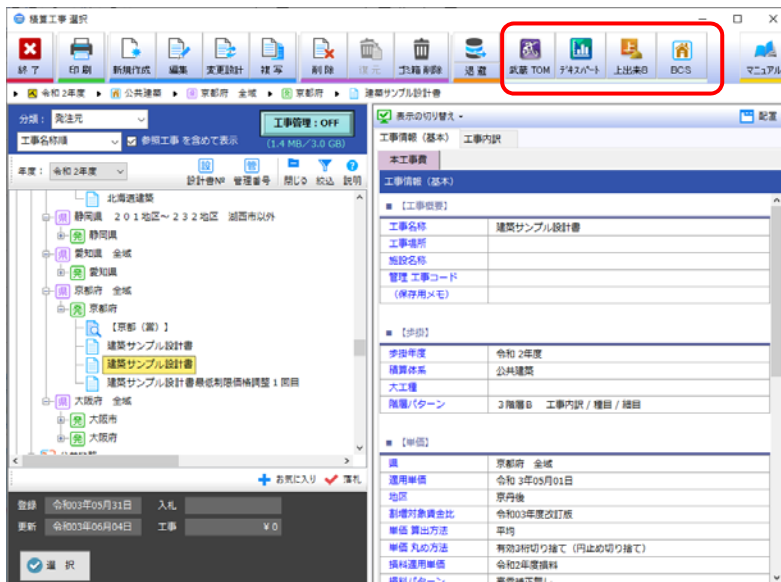 積算工事 選択
終 了　印 刷　新規作成　編集　変更設計　複 写　削 除　復 元　ゴミ箱 削除　退 避　武蔵 TOM　ﾃﾞｷｽﾊﾟｰﾄ　上出来B　BCS　マニュアル
令和 2年度　公共建築　京都府 全域　京都府　建築サンプル設計書
分類： 発注元
工事管理：OFF
工事名称順　参照工事 を含めて表示　(1.4 MB／3.0 GB)
年度： 令和 2年度　設計書№　管理番号　閉じる　絞込　説明
北海道建築
静岡県　２０１地区～２３２地区　湖西市以外
静岡県
愛知県　全域
愛知県
京都府　全域
京都府
【京都（営）】
建築サンプル設計書
建築サンプル設計書
建築サンプル設計書最低制限価格調整１回目
大阪府　全域
大阪市
大阪府
お気に入り　落札
登録　令和03年05月31日　入札
更新　令和03年06月04日　工事　¥ 0
選 択
表示の切り替え　配置
工事情報（基本）　工事内訳
本工事費
工事情報（基本）
【工事概要】
工事名称　建築サンプル設計書
工事場所
施設名称
管理 工事コード
（保存用メモ）
【歩掛】
歩掛年度　令和 2年度
積算体系　公共建築
大工種
階層パターン　３階層Ｂ　工事内訳 / 種目 / 細目
【単価】
県　京都府 全域
適用単価　令和 3年05月01日
地区　京丹後
割増対象賃金比　令和03年度改訂版
単価 算出方法　平均
単価 丸め方法　有効3桁切り捨て（円止め切り捨て）
損料適用単価　令和2年度損料